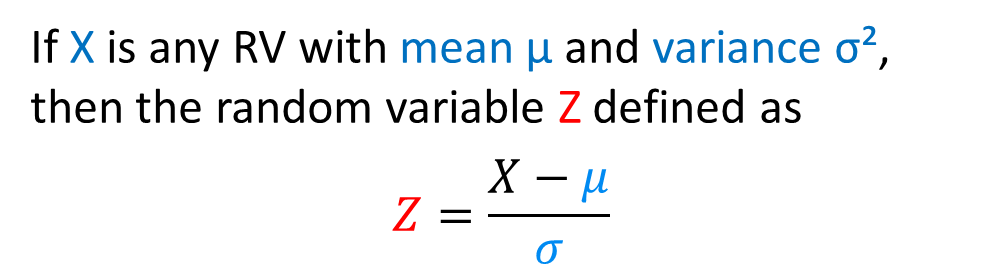 If X is any RV with mean μ and variance σ²,
then the random variable Z defined as
Z = (X − μ) / σ